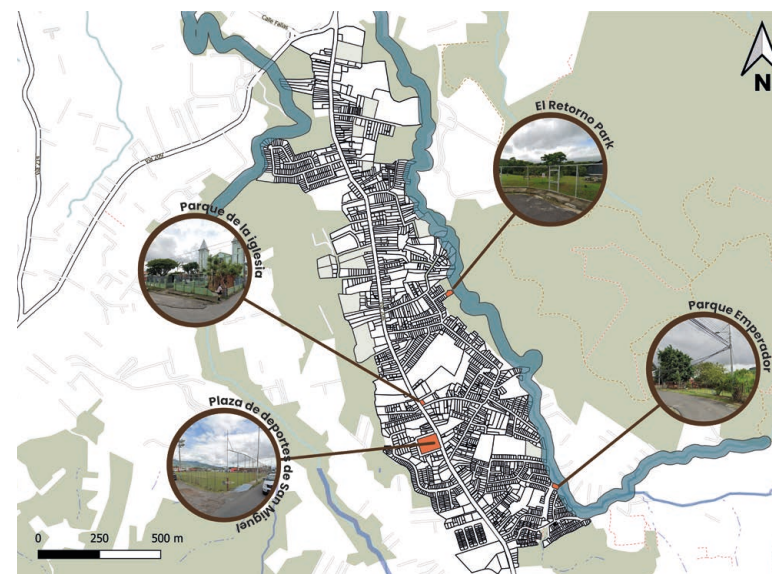 Calle Fallas
N
El Retorno Park
Parque de la iglesia
Parque Emperador
Plaza de deportes de San Miguel
0 250 500 m